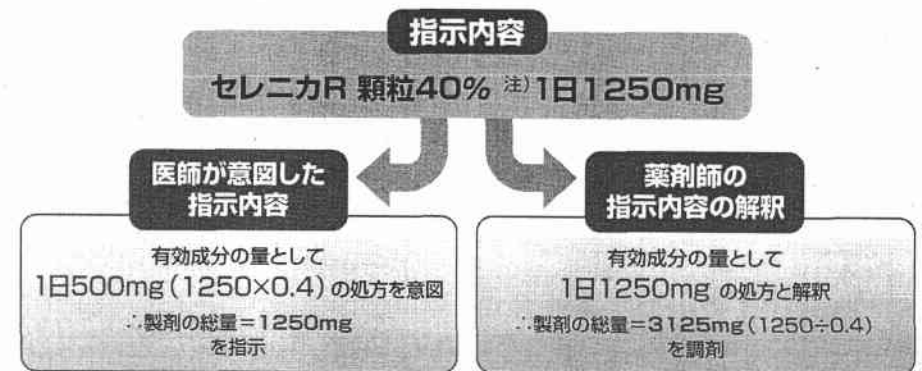 指示内容
セレニカR 顆粒40% 注)1日1250mg
医師が意図した
指示内容
有効成分の量として
1日500mg(1250×0.4)の処方を意図
∴製剤の総量=1250mg
を指示
薬剤師の
指示内容の解釈
有効成分の量として
1日1250mg の処方と解釈
∴製剤の総量=3125mg(1250÷0.4)
を調剤